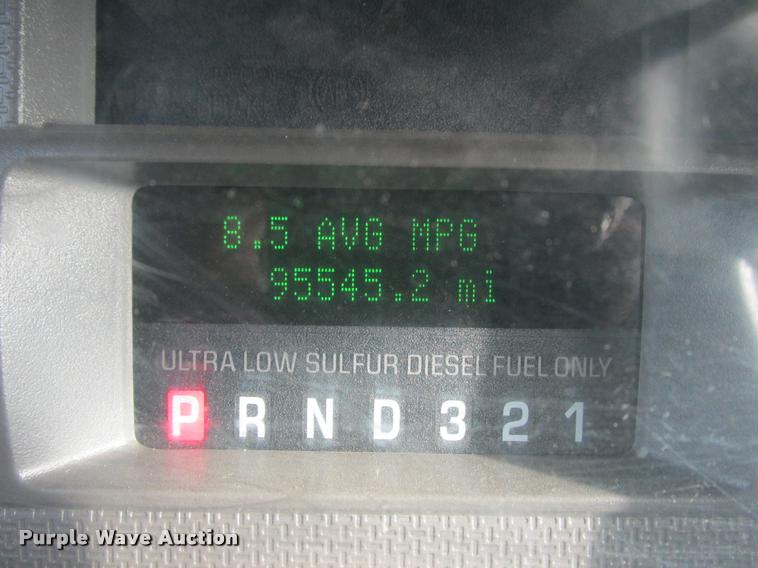 8.5 AVG MPG
95545.2 mi
ULTRA LOW SULFUR DIESEL FUEL ONLY
P R N D 3 2 1
Purple Wave Auction